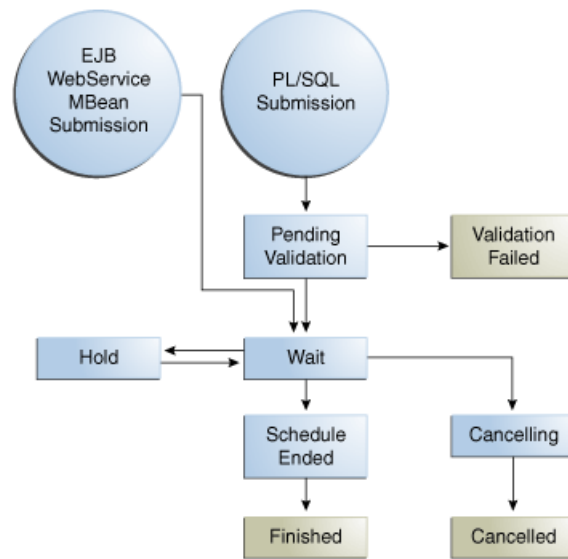 EJB
WebService
MBean
Submission
PL/SQL
Submission
Pending
Validation
Validation
Failed
Hold
Wait
Schedule
Ended
Cancelling
Finished
Cancelled